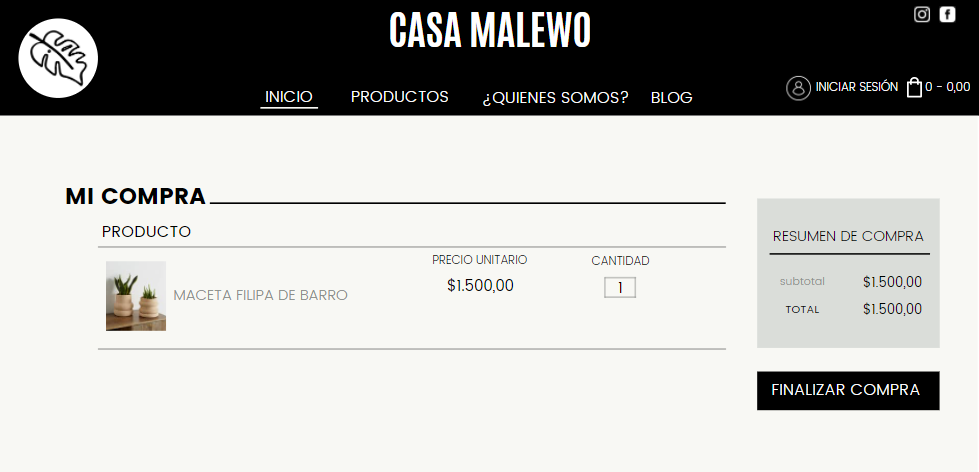 CASA MALEWO
INICIO PRODUCTOS ¿QUIENES SOMOS? BLOG
INICIAR SESIÓN 0 - 0,00
MI COMPRA
PRODUCTO
PRECIO UNITARIO CANTIDAD
MACETA FILIPA DE BARRO $1.500,00 1
RESUMEN DE COMPRA
subtotal $1.500,00
TOTAL $1.500,00
FINALIZAR COMPRA